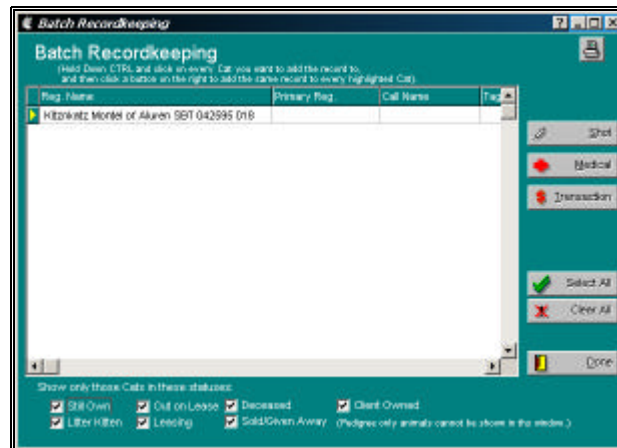 Batch Recordkeeping
Batch Recordkeeping
(Hold Down CTRL and click on every Cat you want to add the record to,
and then click a button on the right to add the same record to every highlighted Cat).
Reg. Name Primary Reg. Call Name Tag
Kitznkatz Montel of Aluren SBT 042695 018
Shot
Medical
Transaction
Select All
Clear All
Done
Show only those Cats in these statuses:
Still Own Out on Lease Deceased Client Owned
Litter Kitten Leasing Sold/Given Away (Pedigree only animals cannot be shown in this window.)